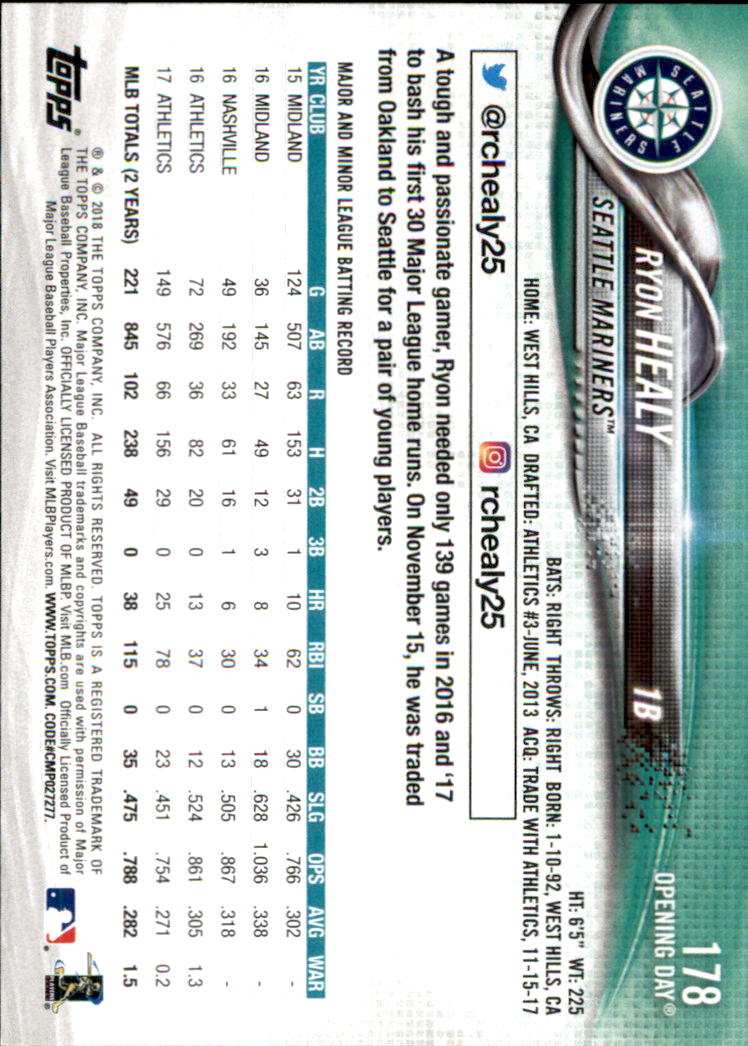 SEATTLE
MARINERS
178
OPENING DAY®
RYON HEALY 1B
SEATTLE MARINERS™
HT: 6'5" WT: 225
BATS: RIGHT THROWS: RIGHT BORN: 1-10-92, WEST HILLS, CA
HOME: WEST HILLS, CA DRAFTED: ATHLETICS #3-JUNE, 2013 ACQ: TRADE WITH ATHLETICS, 11-15-17
@rchealy25 rchealy25
A tough and passionate gamer, Ryon needed only 139 games in 2016 and '17
to bash his first 30 Major League home runs. On November 15, he was traded
from Oakland to Seattle for a pair of young players.
MAJOR AND MINOR LEAGUE BATTING RECORD
YR CLUB G AB R H 2B 3B HR RBI SB BB SLG OPS AVG WAR
15 MIDLAND 124 507 63 153 31 1 10 62 0 30 .426 .766 .302 -
16 MIDLAND 36 145 27 49 12 3 8 34 1 18 .628 1.036 .338 -
16 NASHVILLE 49 192 33 61 16 1 6 30 0 13 .505 .867 .318 -
16 ATHLETICS 72 269 36 82 20 0 13 37 0 12 .524 .861 .305 1.3
17 ATHLETICS 149 576 66 156 29 0 25 78 0 23 .451 .754 .271 0.2
MLB TOTALS (2 YEARS) 221 845 102 238 49 0 38 115 0 35 .475 .788 .282 1.5
topps®
® & © 2018 THE TOPPS COMPANY, INC. ALL RIGHTS RESERVED. TOPPS IS A REGISTERED TRADEMARK OF
THE TOPPS COMPANY, INC. Major League Baseball trademarks and copyrights are used with permission of Major
League Baseball Properties, Inc. OFFICIALLY LICENSED PRODUCT OF MLBP. Visit MLB.com Officially Licensed Product of
Major League Baseball Players Association. Visit MLBPlayers.com. WWW.TOPPS.COM. CODE#CMP027277.